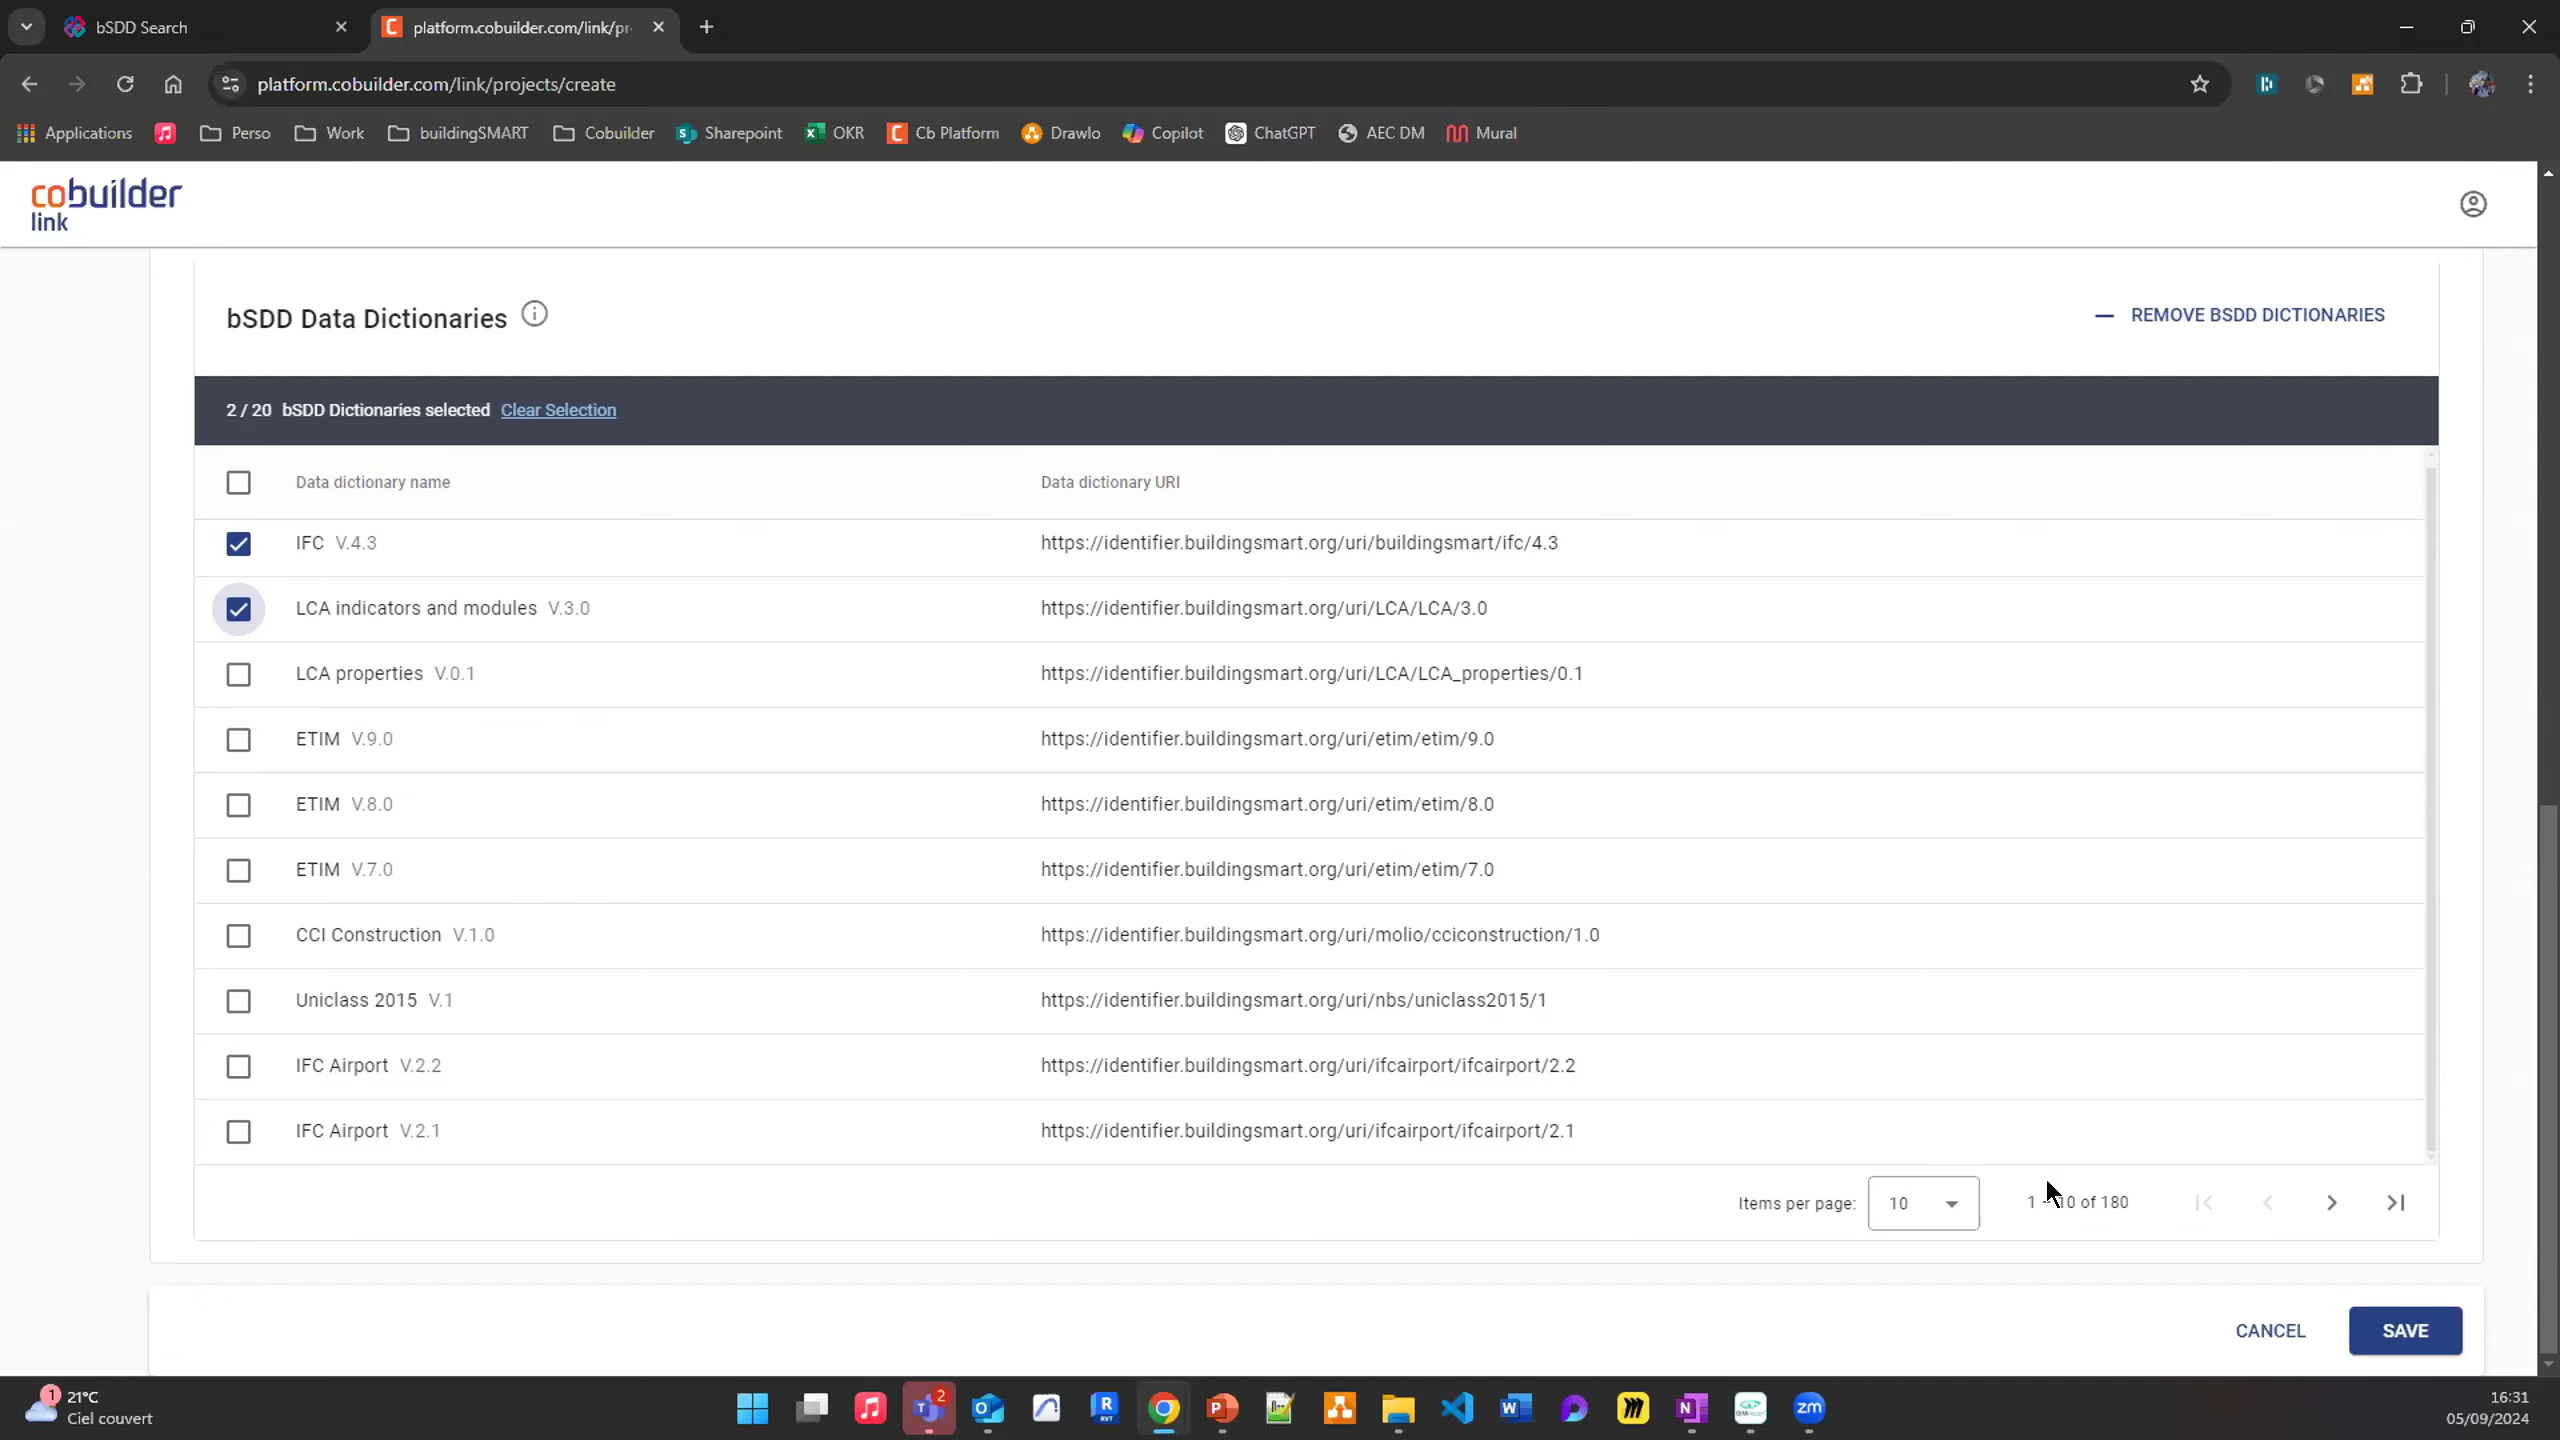 bSDD Search
platform.cobuilder.com/link/pr
platform.cobuilder.com/link/projects/create
Applications Perso Work buildingSMART Cobuilder Sharepoint OKR Cb Platform Drawlo Copilot ChatGPT AEC DM Mural
cobuilder
link
bSDD Data Dictionaries
REMOVE BSDD DICTIONARIES
2 / 20 bSDD Dictionaries selected Clear Selection
Data dictionary name Data dictionary URI
IFC V.4.3 https://identifier.buildingsmart.org/uri/buildingsmart/ifc/4.3
LCA indicators and modules V.3.0 https://identifier.buildingsmart.org/uri/LCA/LCA/3.0
LCA properties V.0.1 https://identifier.buildingsmart.org/uri/LCA/LCA_properties/0.1
ETIM V.9.0 https://identifier.buildingsmart.org/uri/etim/etim/9.0
ETIM V.8.0 https://identifier.buildingsmart.org/uri/etim/etim/8.0
ETIM V.7.0 https://identifier.buildingsmart.org/uri/etim/etim/7.0
CCI Construction V.1.0 https://identifier.buildingsmart.org/uri/molio/cciconstruction/1.0
Uniclass 2015 V.1 https://identifier.buildingsmart.org/uri/nbs/uniclass2015/1
IFC Airport V.2.2 https://identifier.buildingsmart.org/uri/ifcairport/ifcairport/2.2
IFC Airport V.2.1 https://identifier.buildingsmart.org/uri/ifcairport/ifcairport/2.1
Items per page: 10 1 – 10 of 180
CANCEL SAVE
1 21°C
Ciel couvert
2
16:31
05/09/2024